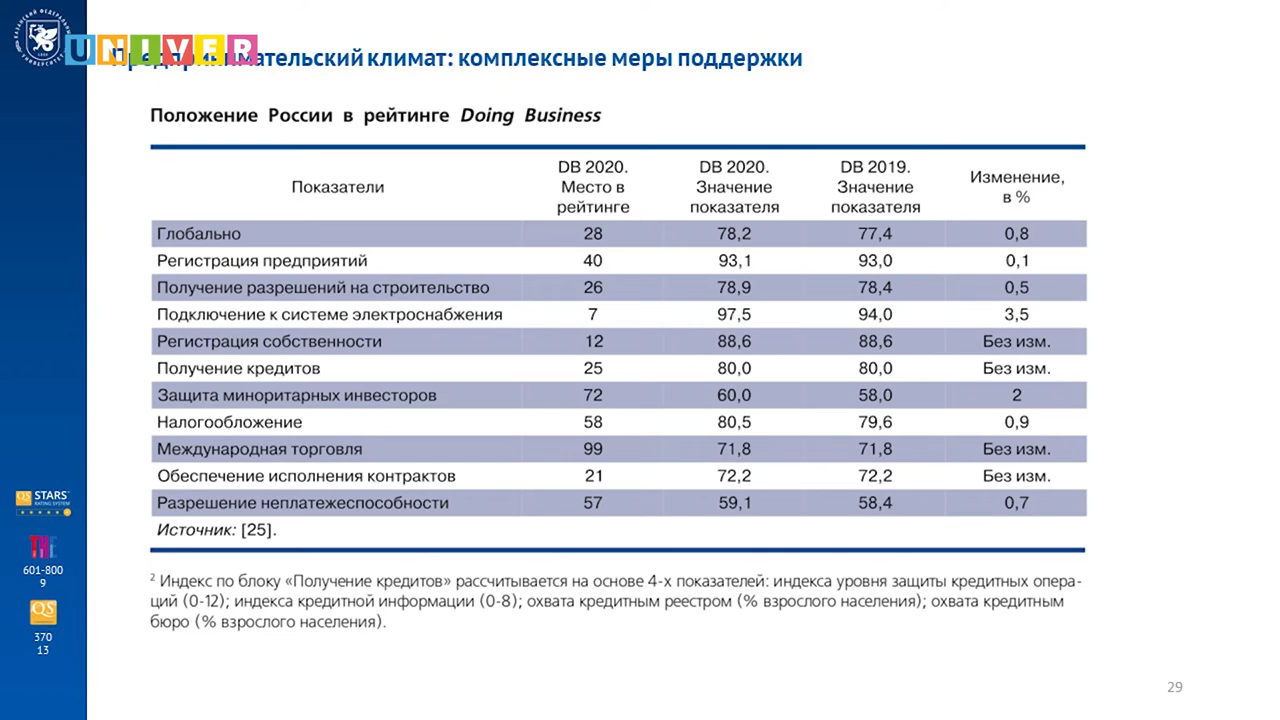 UNIVER
Предпринимательский климат: комплексные меры поддержки
Положение России в рейтинге Doing Business
Показатели DB 2020. Место в рейтинге DB 2020. Значение показателя DB 2019. Значение показателя Изменение, в %
Глобально 28 78,2 77,4 0,8
Регистрация предприятий 40 93,1 93,0 0,1
Получение разрешений на строительство 26 78,9 78,4 0,5
Подключение к системе электроснабжения 7 97,5 94,0 3,5
Регистрация собственности 12 88,6 88,6 Без изм.
Получение кредитов 25 80,0 80,0 Без изм.
Защита миноритарных инвесторов 72 60,0 58,0 2
Налогообложение 58 80,5 79,6 0,9
Международная торговля 99 71,8 71,8 Без изм.
Обеспечение исполнения контрактов 21 72,2 72,2 Без изм.
Разрешение неплатежеспособности 57 59,1 58,4 0,7
Источник: [25].
2 Индекс по блоку «Получение кредитов» рассчитывается на основе 4-х показателей: индекса уровня защиты кредитных опера-
ций (0-12); индекса кредитной информации (0-8); охвата кредитным реестром (% взрослого населения); охвата кредитным
бюро (% взрослого населения).
QS STARS
RATING SYSTEM
THE
601-800
9
QS
370
13
29